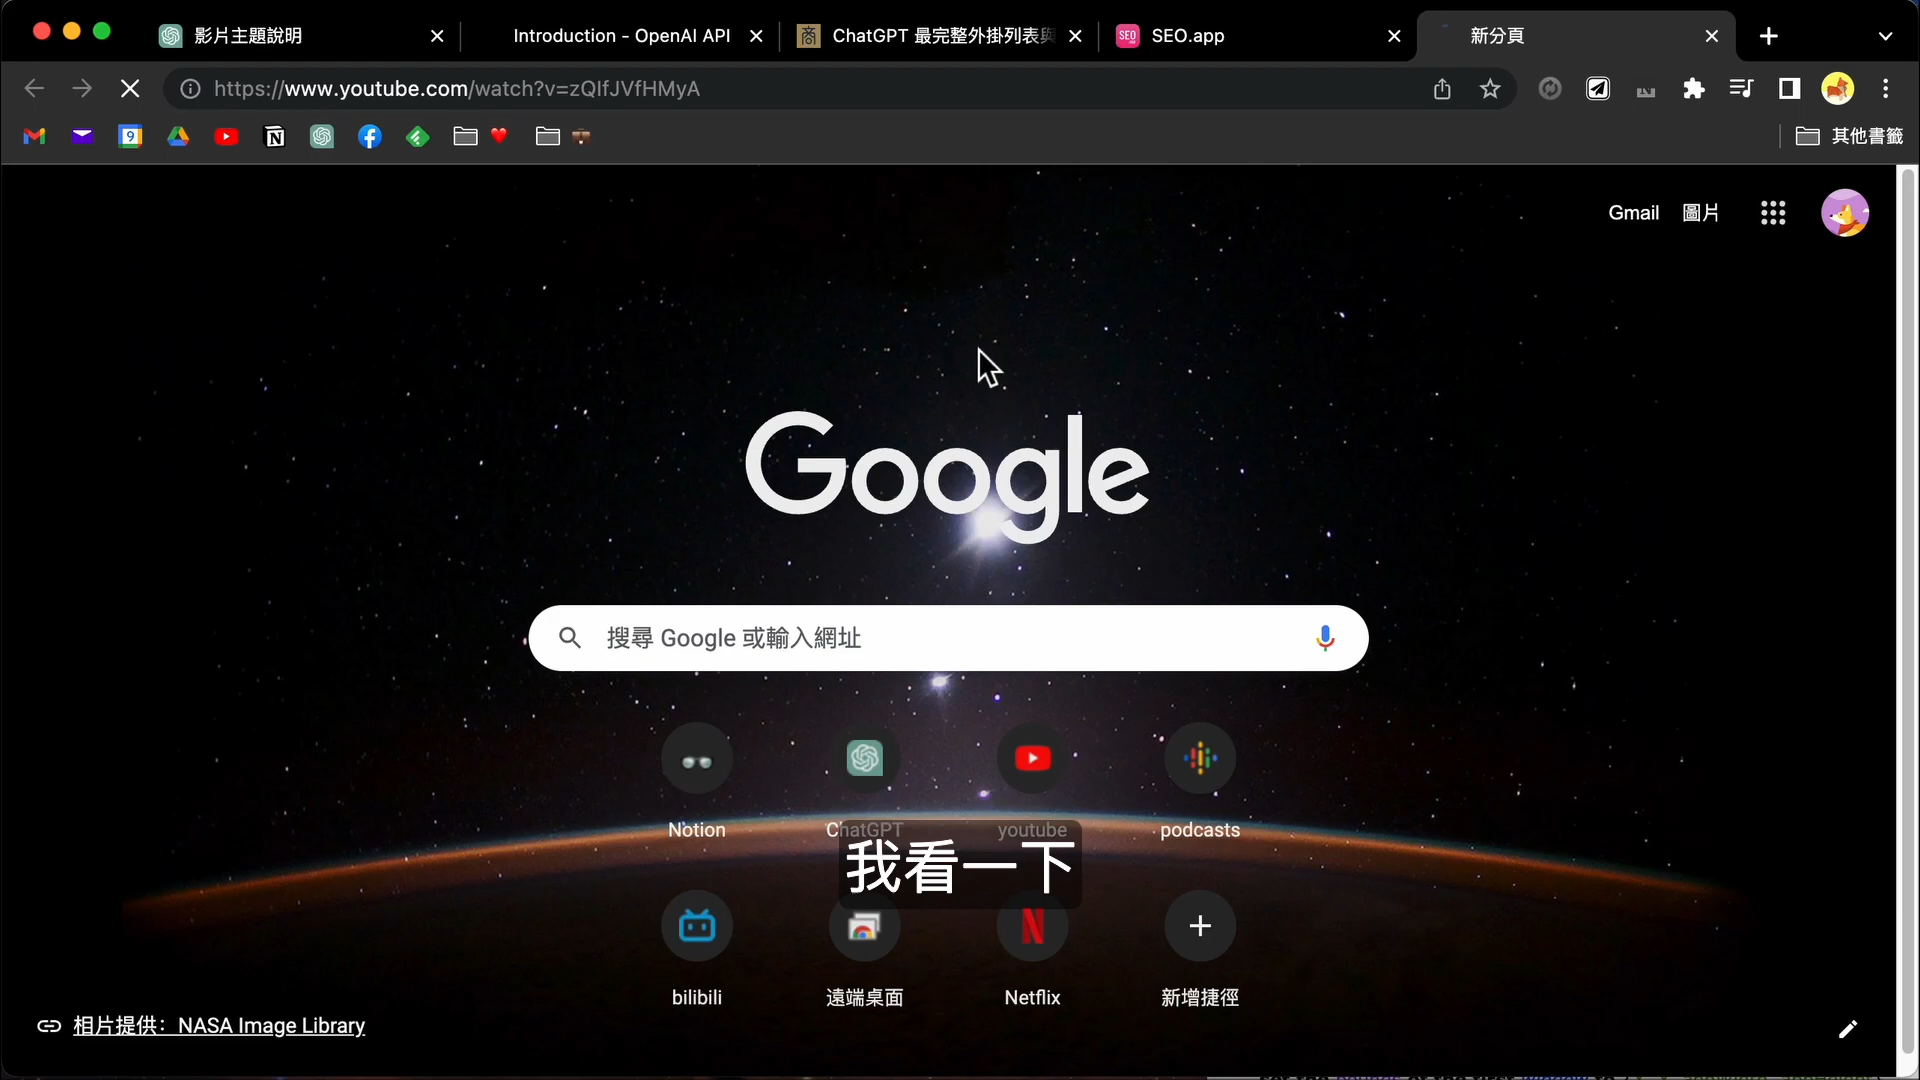 影片主題說明
Introduction - OpenAI API
ChatGPT 最完整外掛列表與
SEO.app
新分頁
https://www.youtube.com/watch?v=zQIfJVfHMyA
其他書籤
Gmail 圖片
Google
搜尋 Google 或輸入網址
Notion
ChatGPT
youtube
podcasts
我看一下
bilibili
遠端桌面
Netflix
新增捷徑
相片提供：NASA Image Library